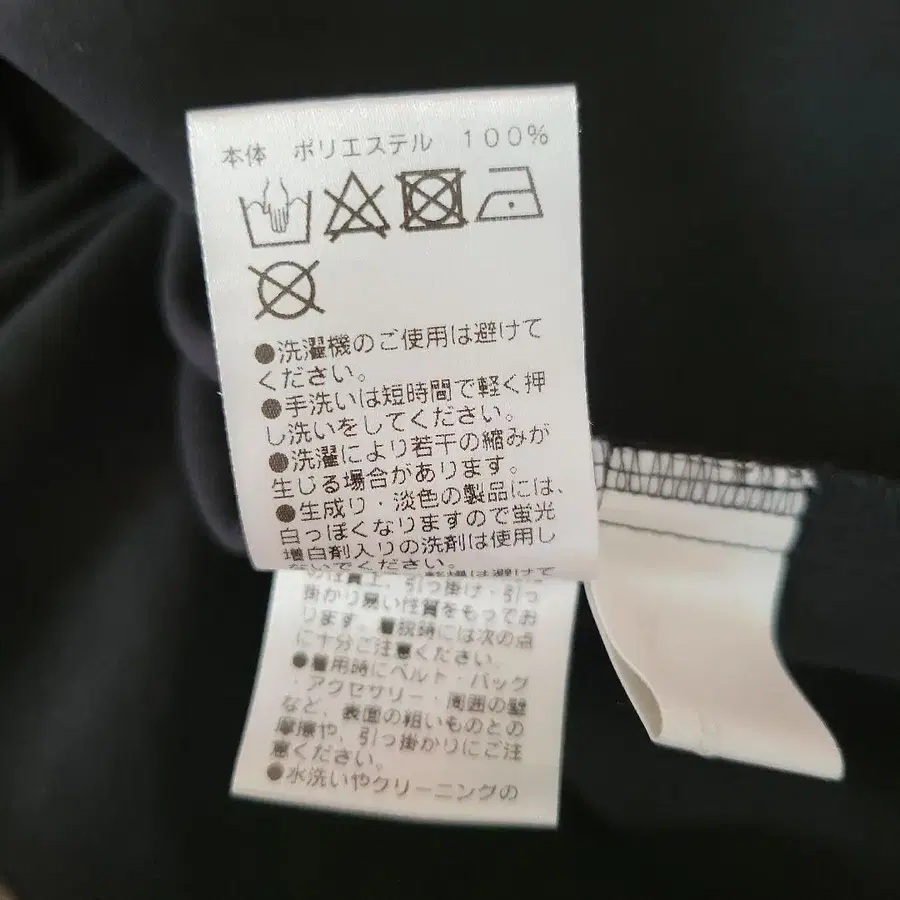 本体 ポリエステル 100%
●洗濯機のご使用は避けて
ください。
●手洗いは短時間で軽く押
し洗いをしてください。
●洗濯により若干の縮みが
生じる場合があります。
●生成り・淡色の製品には、
白っぽくなりますので蛍光
増白剤入りの洗剤は使用し
ないでください。
引っ掛け・引っ
掛かり易い性質をもってお
ります。着脱時には次の点
に十分ご注意ください。
●着用時にベルト・バッグ
・アクセサリー・周囲の壁
など、表面の粗いものとの
摩擦や、引っ掛かりにご注
意ください。
●水洗いやクリーニングの